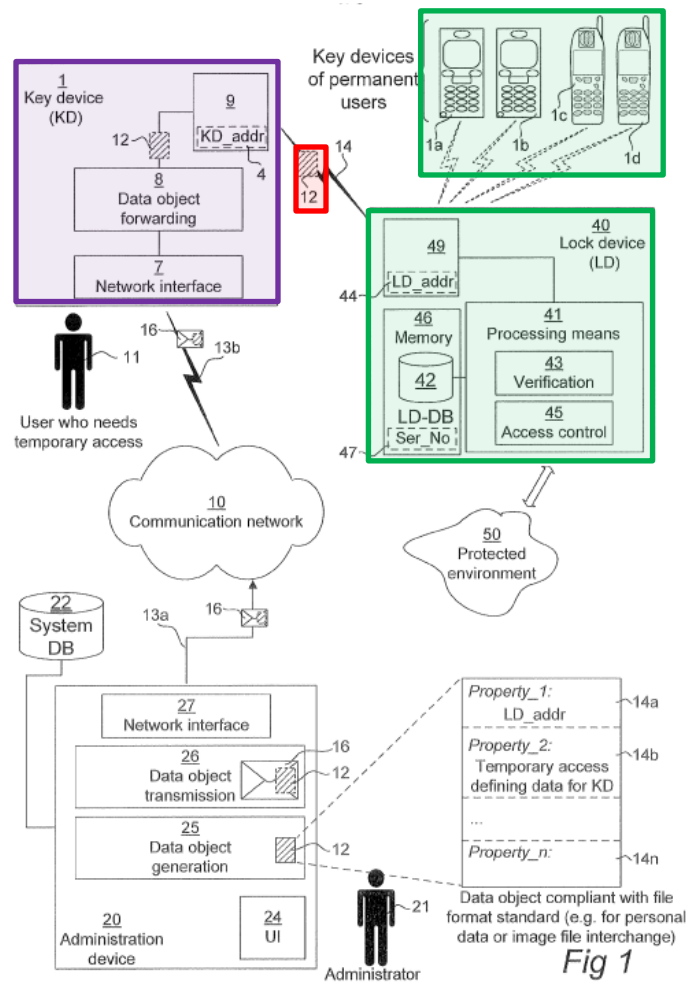 Key devices
of permanent
users
1a
1b
1c
1d
1
Key device
(KD)
9
KD_addr
12
4
8
Data object
forwarding
7
Network interface
14
12
40
Lock device
(LD)
49
LD_addr
44
46
Memory
42
LD-DB
Ser_No
47
41
Processing means
43
Verification
45
Access control
11
User who needs
temporary access
16
13b
10
Communication network
50
Protected
environment
22
System
DB
13a
16
27
Network interface
26
Data object
transmission
16
12
25
Data object
generation
12
20
Administration
device
24
UI
21
Administrator
Property_1:
LD_addr
14a
Property_2:
Temporary access
defining data for KD
14b
...
Property_n:
14n
Data object compliant with file
format standard (e.g. for personal
data or image file interchange)
Fig 1